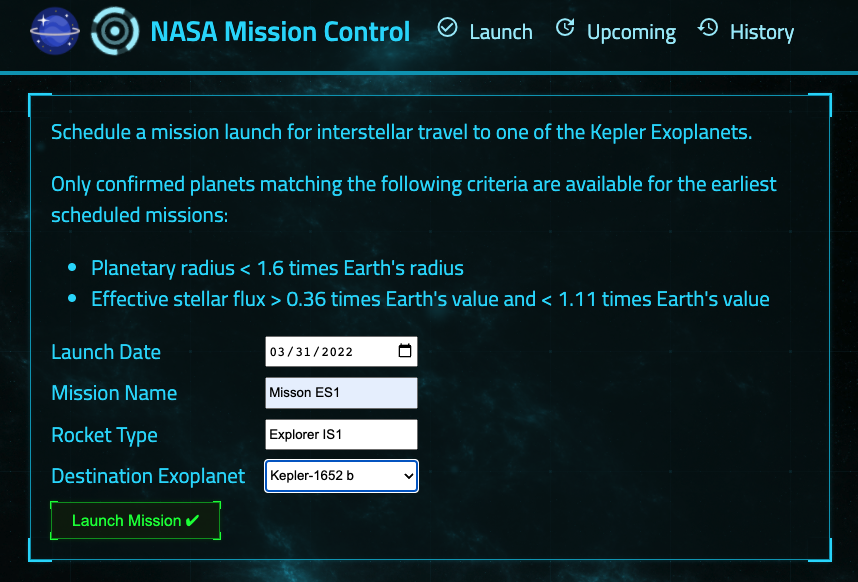 NASA Mission Control
Launch
Upcoming
History
Schedule a mission launch for interstellar travel to one of the Kepler Exoplanets.
Only confirmed planets matching the following criteria are available for the earliest
scheduled missions:
Planetary radius < 1.6 times Earth's radius
Effective stellar flux > 0.36 times Earth's value and < 1.11 times Earth's value
Launch Date 03/31/2022
Mission Name Misson ES1
Rocket Type Explorer IS1
Destination Exoplanet Kepler-1652 b
Launch Mission ✔